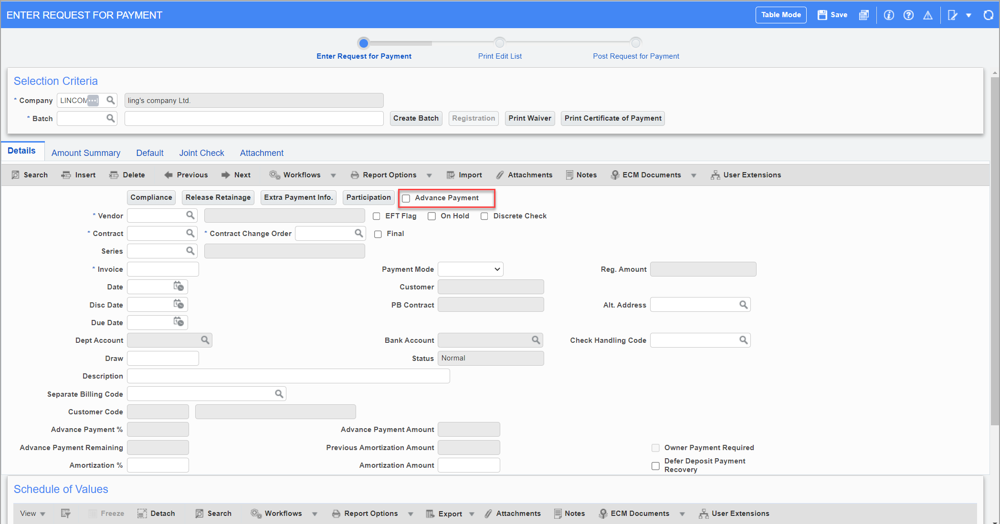 ENTER REQUEST FOR PAYMENT Table Mode Save
Enter Request for Payment Print Edit List Post Request for Payment
Selection Criteria
* Company LINCOM ling's company Ltd.
* Batch Create Batch Registration Print Waiver Print Certificate of Payment
Details Amount Summary Default Joint Check Attachment
Search Insert Delete Previous Next Workflows Report Options Import Attachments Notes ECM Documents User Extensions
Compliance Release Retainage Extra Payment Info. Participation Advance Payment
* Vendor EFT Flag On Hold Discrete Check
* Contract * Contract Change Order Final
Series
* Invoice Payment Mode Reg. Amount
Date Customer
Disc Date PB Contract Alt. Address
Due Date
Dept Account Bank Account Check Handling Code
Draw Status Normal
Description
Separate Billing Code
Customer Code
Advance Payment % Advance Payment Amount
Advance Payment Remaining Previous Amortization Amount Owner Payment Required
Amortization % Amortization Amount Defer Deposit Payment
Recovery
Schedule of Values
View Freeze Detach Search Workflows Report Options Export Attachments Notes ECM Documents User Extensions